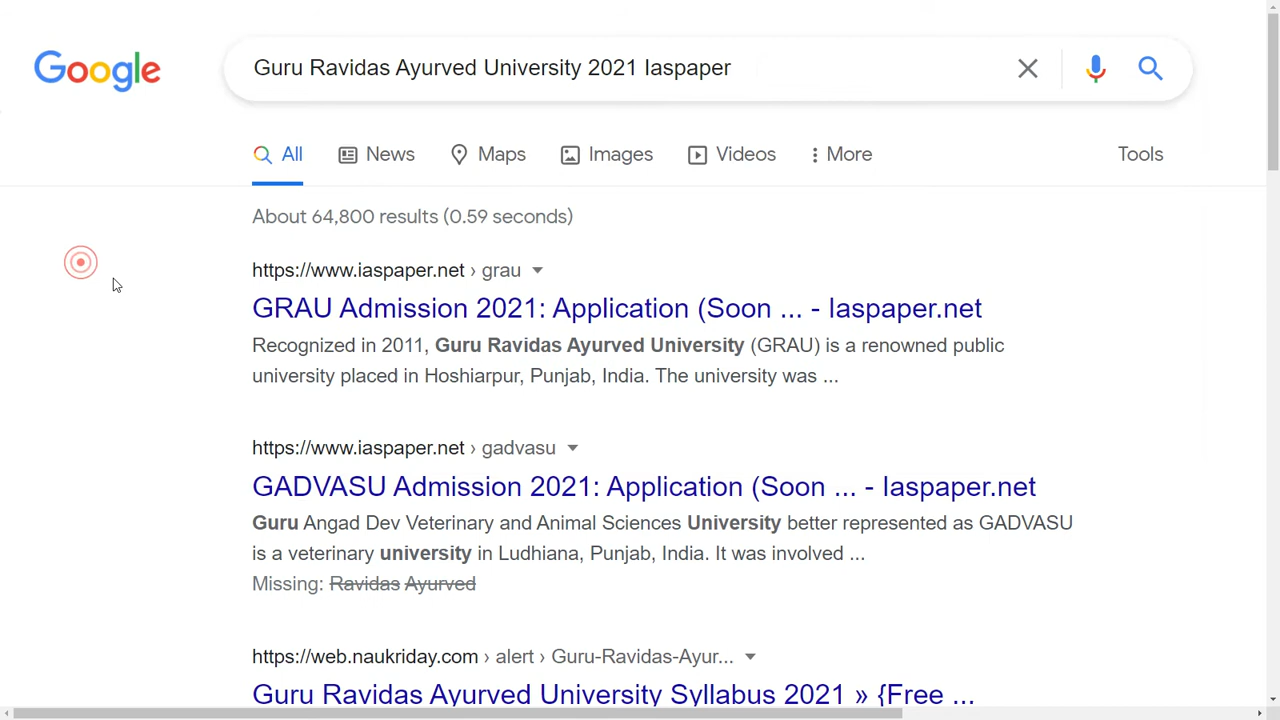 Google
Guru Ravidas Ayurved University 2021 Iaspaper
All News Maps Images Videos More Tools
About 64,800 results (0.59 seconds)
https://www.iaspaper.net › grau
GRAU Admission 2021: Application (Soon ... - Iaspaper.net
Recognized in 2011, Guru Ravidas Ayurved University (GRAU) is a renowned public
university placed in Hoshiarpur, Punjab, India. The university was ...
https://www.iaspaper.net › gadvasu
GADVASU Admission 2021: Application (Soon ... - Iaspaper.net
Guru Angad Dev Veterinary and Animal Sciences University better represented as GADVASU
is a veterinary university in Ludhiana, Punjab, India. It was involved ...
Missing: Ravidas Ayurved
https://web.naukriday.com › alert › Guru-Ravidas-Ayur...
Guru Ravidas Ayurved University Syllabus 2021 » {Free ...